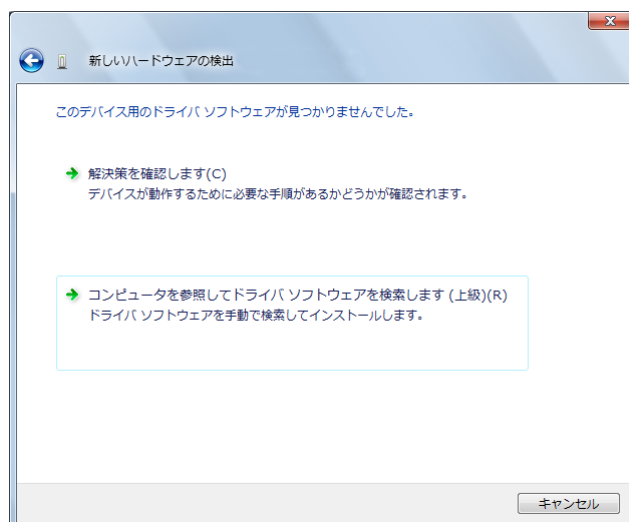 新しいハードウェアの検出
このデバイス用のドライバ ソフトウェアが見つかりませんでした。
解決策を確認します(C)
デバイスが動作するために必要な手順があるかどうかが確認されます。
コンピュータを参照してドライバ ソフトウェアを検索します (上級)(R)
ドライバ ソフトウェアを手動で検索してインストールします。
キャンセル